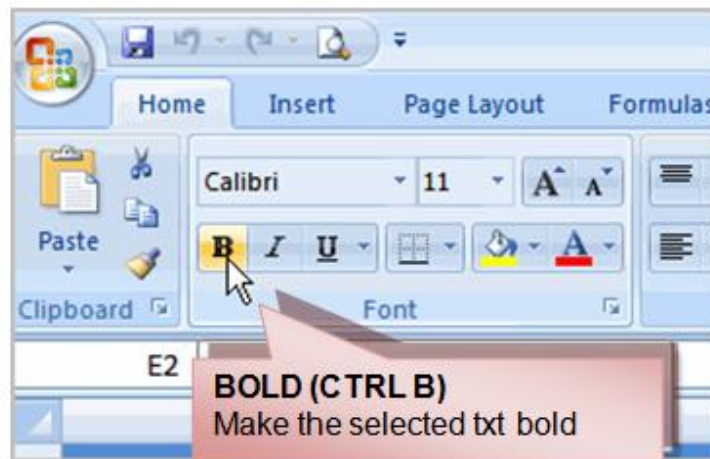 Home Insert Page Layout Formulas
Calibri 11 A A
Paste B I U A
Clipboard Font
E2
BOLD (CTRL B)
Make the selected txt bold